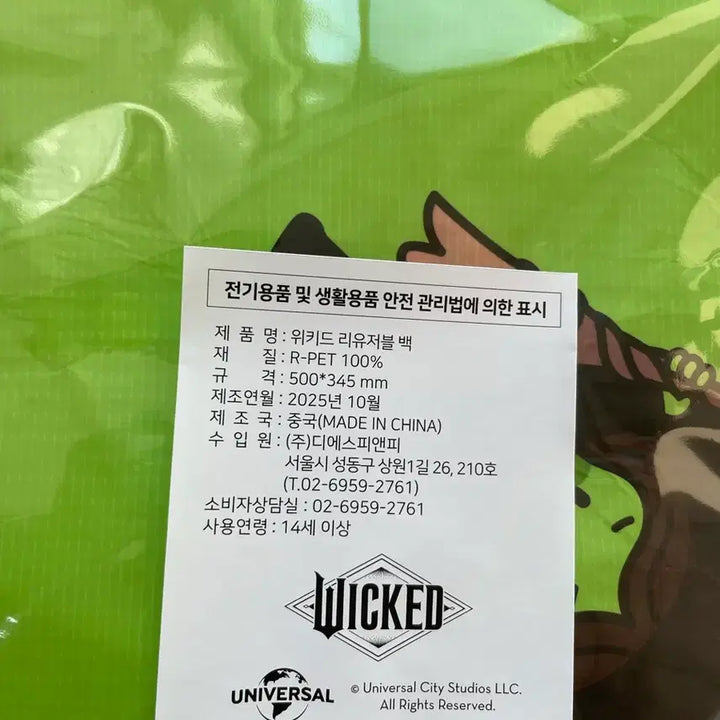 전기용품 및 생활용품 안전 관리법에 의한 표시
제 품 명 : 위키드 리유저블 백
재 질 : R-PET 100%
규 격 : 500*345 mm
제조연월 : 2025년 10월
제 조 국 : 중국(MADE IN CHINA)
수 입 원 : (주)디에스피앤피
서울시 성동구 상원1길 26, 210호
(T.02-6959-2761)
소비자상담실 : 02-6959-2761
사용연령 : 14세 이상
WICKED
UNIVERSAL
© Universal City Studios LLC.
All Rights Reserved.